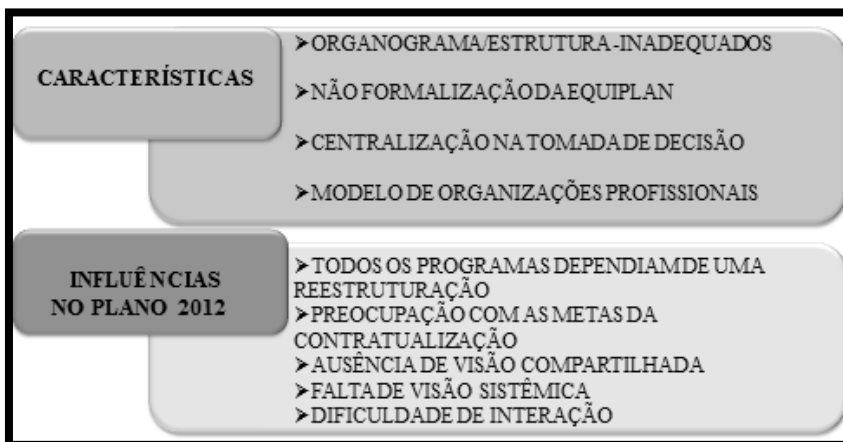 CARACTERÍSTICAS
➤ORGANOGRAMA/ESTRUTURA-INADEQUADOS
➤NÃO FORMALIZAÇÃO DA EQUIPLAN
➤CENTRALIZAÇÃO NA TOMADA DE DECISÃO
➤MODELO DE ORGANIZAÇÕES PROFISSIONAIS
INFLUÊNCIAS
NO PLANO 2012
➤TODOS OS PROGRAMAS DEPENDIAM DE UMA
REESTRUTURAÇÃO
➤PREOCUPAÇÃO COM AS METAS DA
CONTRATUALIZAÇÃO
➤AUSÊNCIA DE VISÃO COMPARTILHADA
➤FALTA DE VISÃO SISTÊMICA
➤DIFICULDADE DE INTERAÇÃO